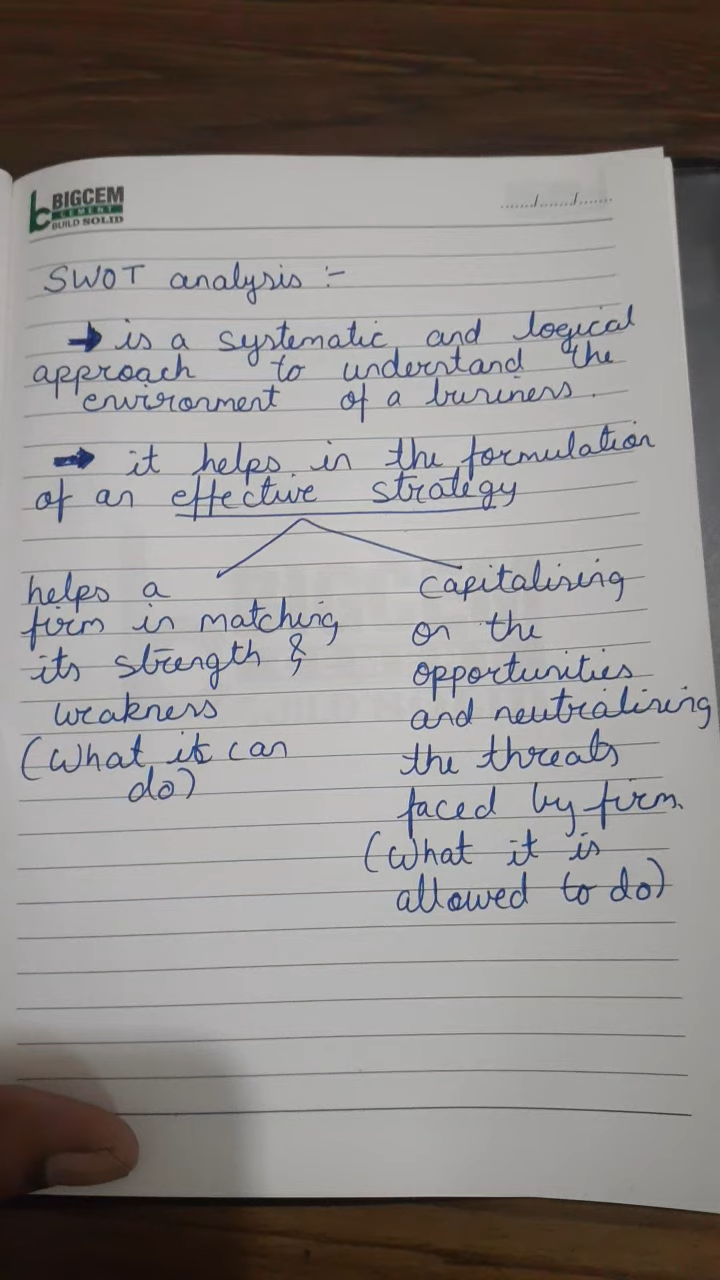 BIGCEM
CEMENT
BUILD SOLID
......./......./.......
SWOT analysis :-
→ is a systematic and logical
approach to understand the
environment of a business.
→ it helps in the formulation
of an effective strategy
helps a
firm in matching
its strength &
weakness
(What it can
do)
Capitalising
on the
opportunities
and neutralising
the threats
faced by firm.
(What it is
allowed to do)